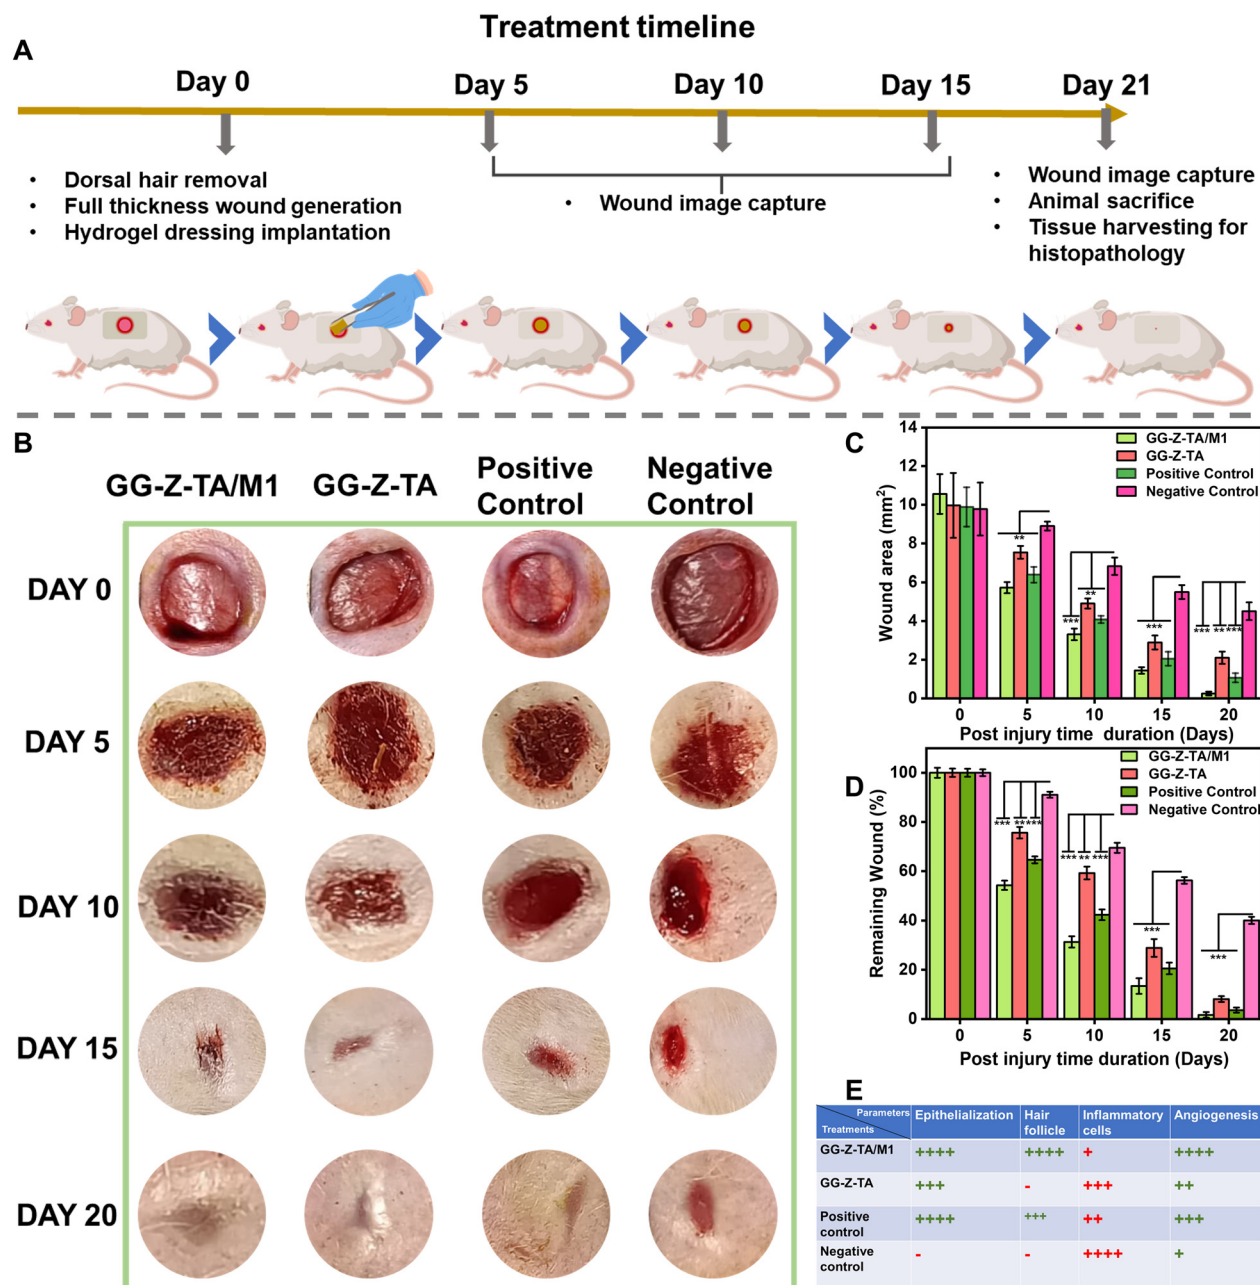 Treatment timeline
A
Day 0
Day 5
Day 10
Day 15
Day 21
• Dorsal hair removal
• Full thickness wound generation
• Hydrogel dressing implantation
• Wound image capture
• Wound image capture
• Animal sacrifice
• Tissue harvesting for
histopathology
B
GG-Z-TA/M1
GG-Z-TA
Positive
Control
Negative
Control
DAY 0
DAY 5
DAY 10
DAY 15
DAY 20
C
Wound area (mm²)
14
12
10
8
6
4
2
0
GG-Z-TA/M1
GG-Z-TA
Positive Control
Negative Control
**
***
**
***
***
**
***
0 5 10 15 20
Post injury time duration (Days)
D
Remaining Wound (%)
100
80
60
40
20
0
GG-Z-TA/M1
GG-Z-TA
Positive Control
Negative Control
***
**
***
***
**
***
***
***
0 5 10 15 20
Post injury time duration (Days)
E
Parameters
Treatments
Epithelialization
Hair
follicle
Inflammatory
cells
Angiogenesis
GG-Z-TA/M1 ++++ ++++ + ++++
GG-Z-TA +++ - +++ ++
Positive
control ++++ +++ ++ +++
Negative
control - - ++++ +